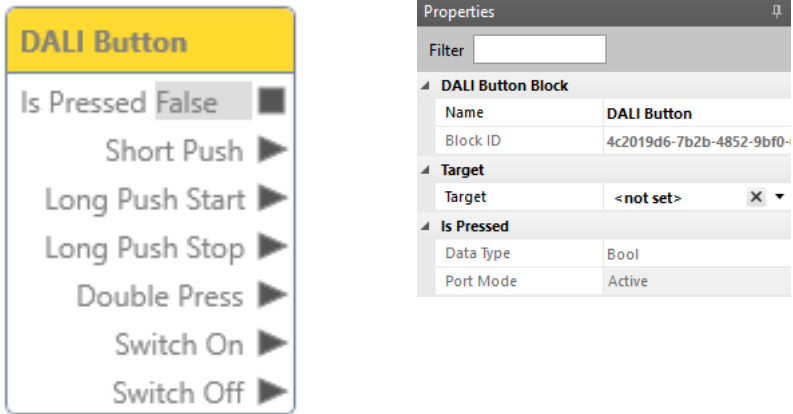 DALI Button
Is Pressed False
Short Push
Long Push Start
Long Push Stop
Double Press
Switch On
Switch Off
Properties
Filter
DALI Button Block
Name DALI Button
Block ID 4c2019d6-7b2b-4852-9bf0-
Target
Target <not set>
Is Pressed
Data Type Bool
Port Mode Active